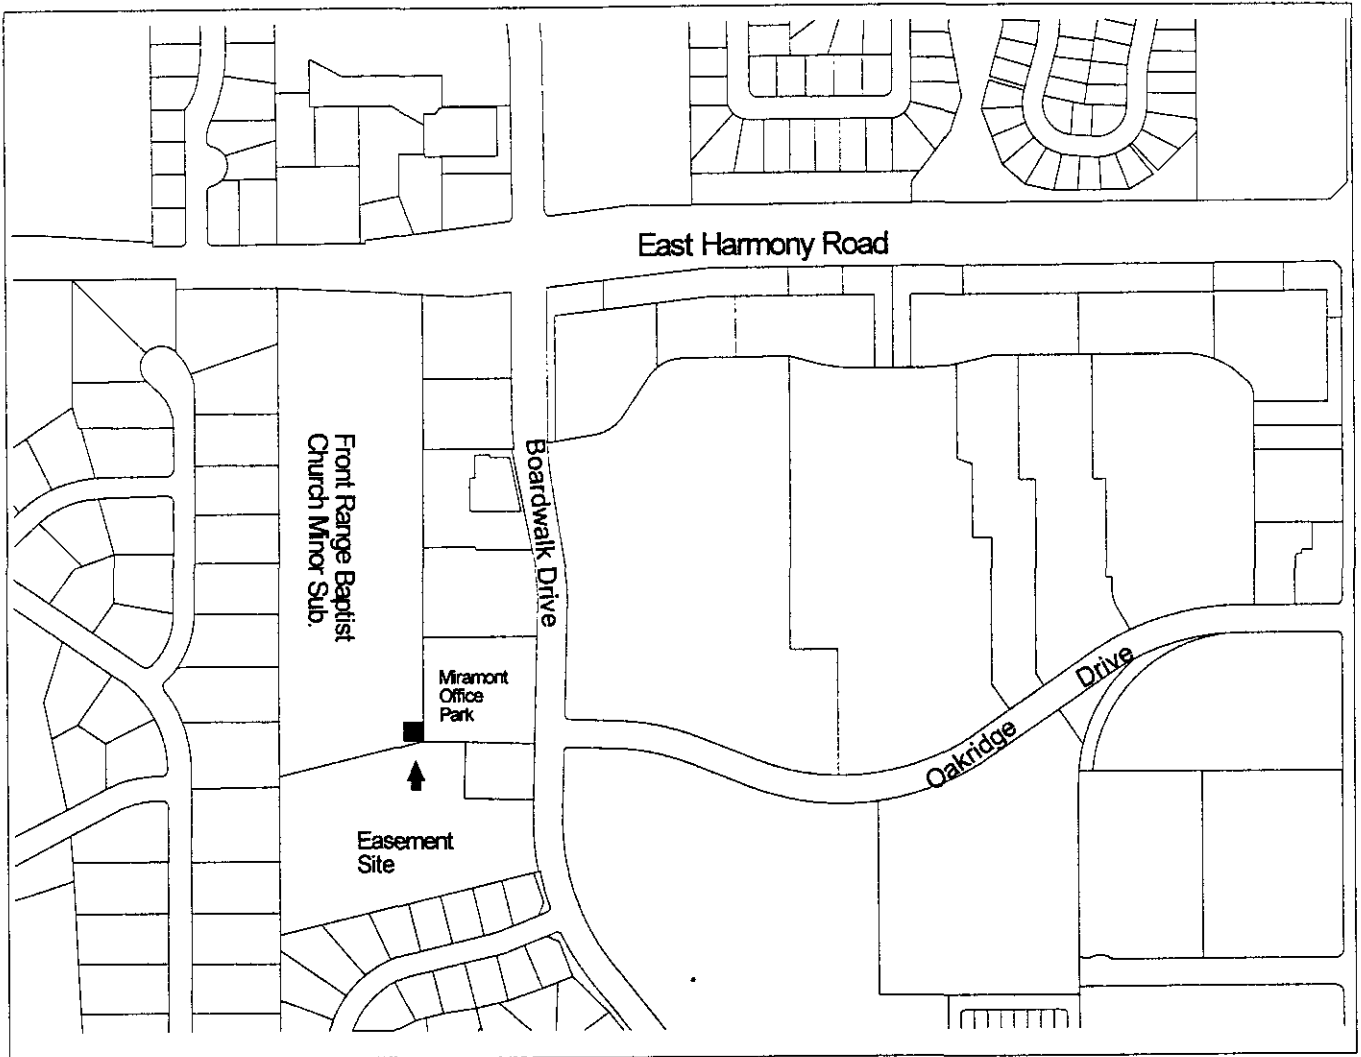 East Harmony Road
Front Range Baptist
Church Minor Sub.
Boardwalk Drive
Miramont
Office
Park
Oakridge
Drive
Easement
Site